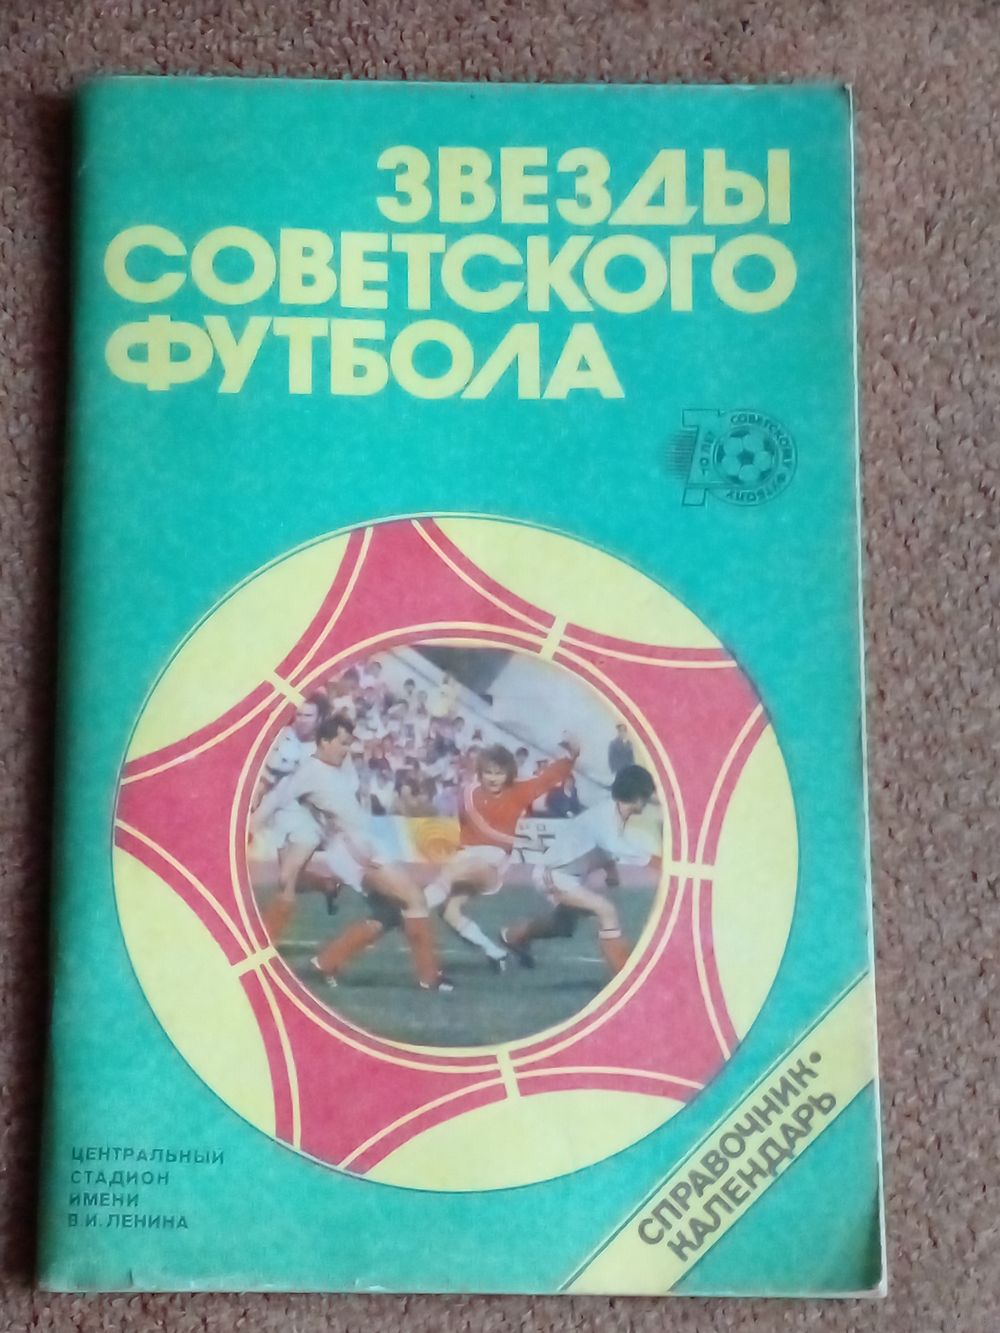 ЗВЕЗДЫ
СОВЕТСКОГО
ФУТБОЛА
70 ЛЕТ
СОВЕТСКОМУ ФУТБОЛУ
ЦЕНТРАЛЬНЫЙ
СТАДИОН
ИМЕНИ
В.И.ЛЕНИНА
СПРАВОЧНИК•
КАЛЕНДАРЬ